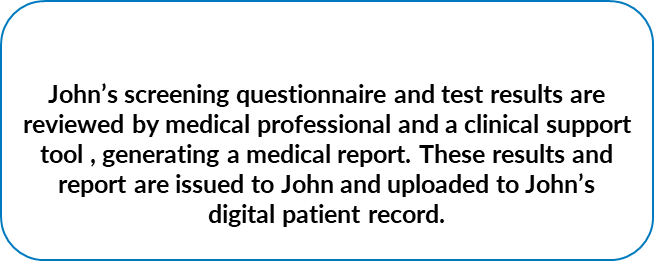 John’s screening questionnaire and test results are
reviewed by medical professional and a clinical support
tool , generating a medical report. These results and
report are issued to John and uploaded to John’s
digital patient record.